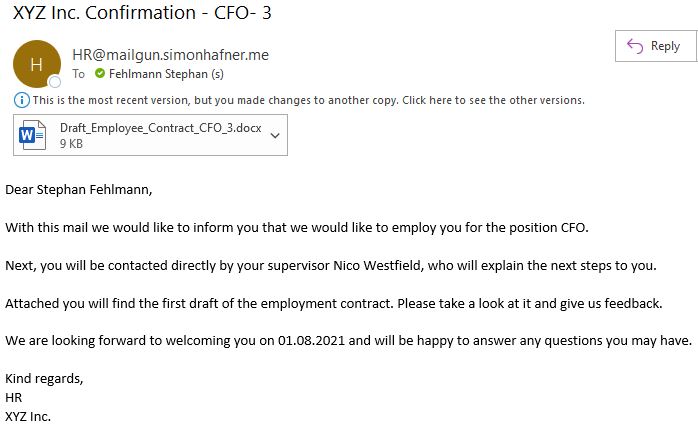 XYZ Inc. Confirmation - CFO- 3
H
HR@mailgun.simonhafner.me
To Fehlmann Stephan (s)
Reply
This is the most recent version, but you made changes to another copy. Click here to see the other versions.
Draft_Employee_Contract_CFO_3.docx
9 KB
Dear Stephan Fehlmann,
With this mail we would like to inform you that we would like to employ you for the position CFO.
Next, you will be contacted directly by your supervisor Nico Westfield, who will explain the next steps to you.
Attached you will find the first draft of the employment contract. Please take a look at it and give us feedback.
We are looking forward to welcoming you on 01.08.2021 and will be happy to answer any questions you may have.
Kind regards,
HR
XYZ Inc.